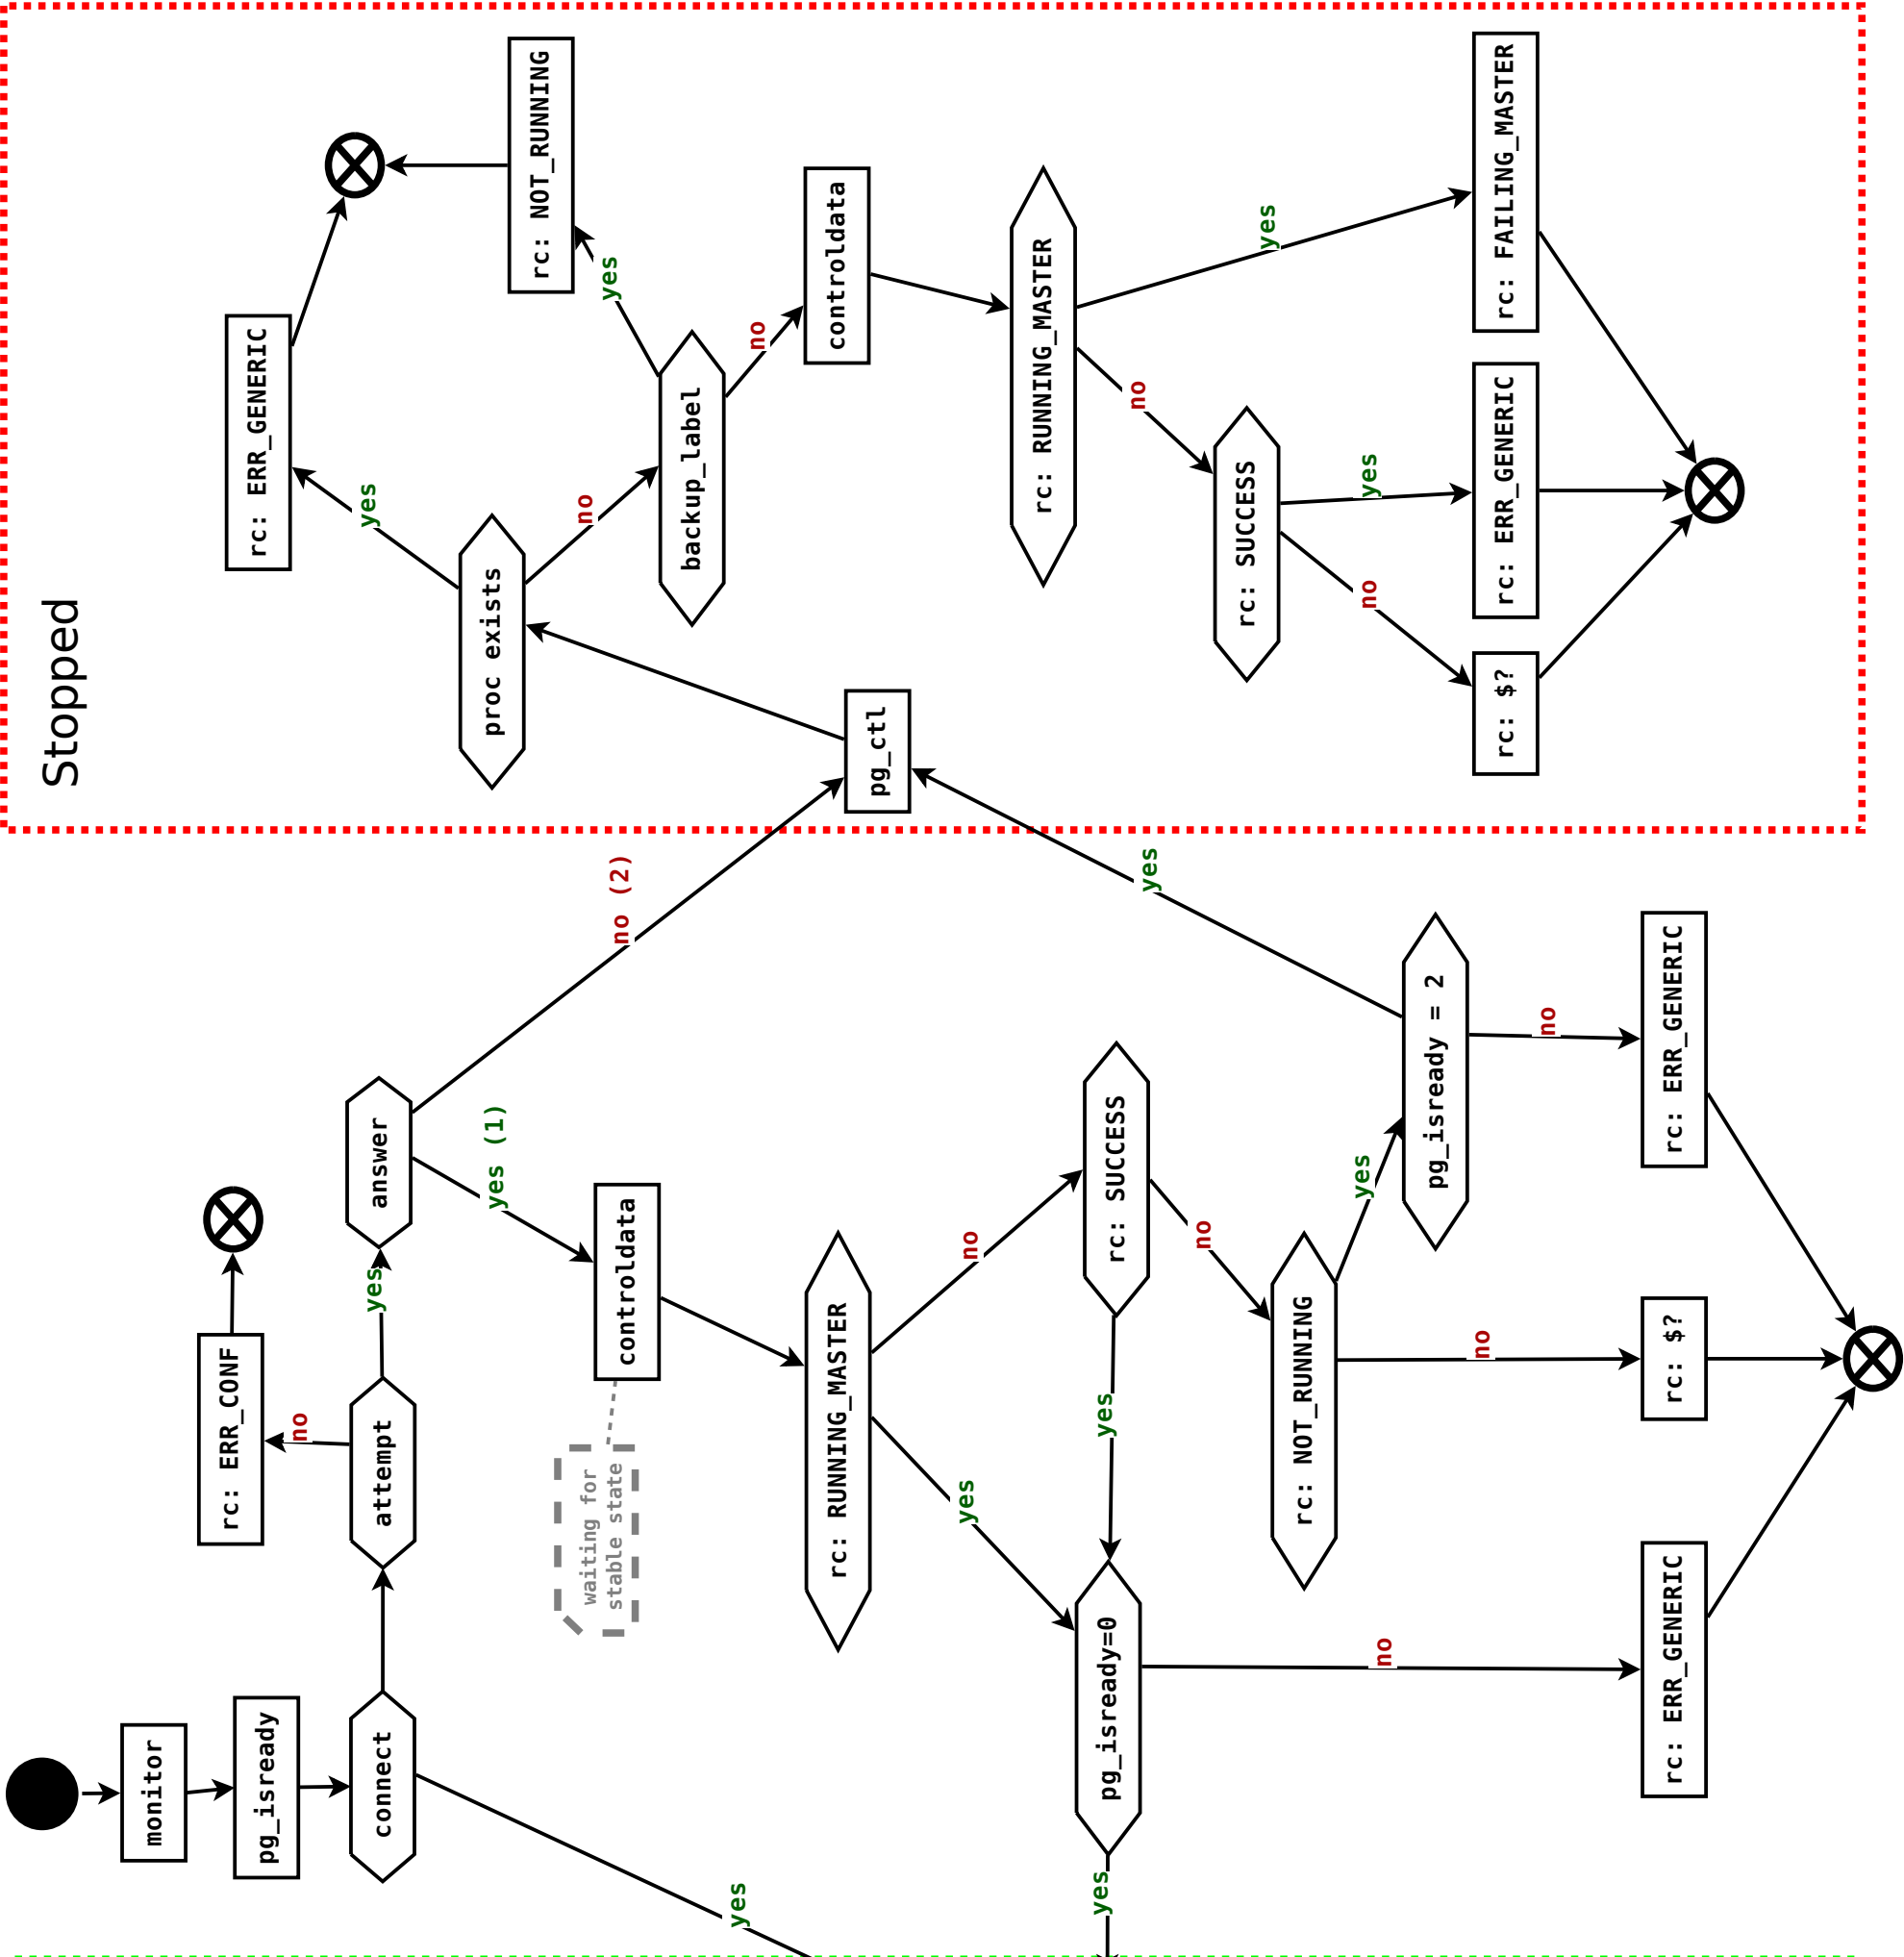 Stopped
monitor
pg_isready
connect
yes
attempt
no
rc: ERR_CONF
yes
answer
no (2)
yes (1)
controldata
waiting for
stable state
rc: RUNNING_MASTER
no
yes
rc: SUCCESS
yes
no
pg_isready=0
yes
no
rc: NOT_RUNNING
yes
no
pg_isready = 2
yes
no
rc: ERR_GENERIC
rc: $?
rc: ERR_GENERIC
pg_ctl
proc exists
yes
no
rc: ERR_GENERIC
backup_label
yes
no
rc: NOT_RUNNING
controldata
rc: RUNNING_MASTER
yes
no
rc: SUCCESS
yes
no
rc: FAILING_MASTER
rc: ERR_GENERIC
rc: $?